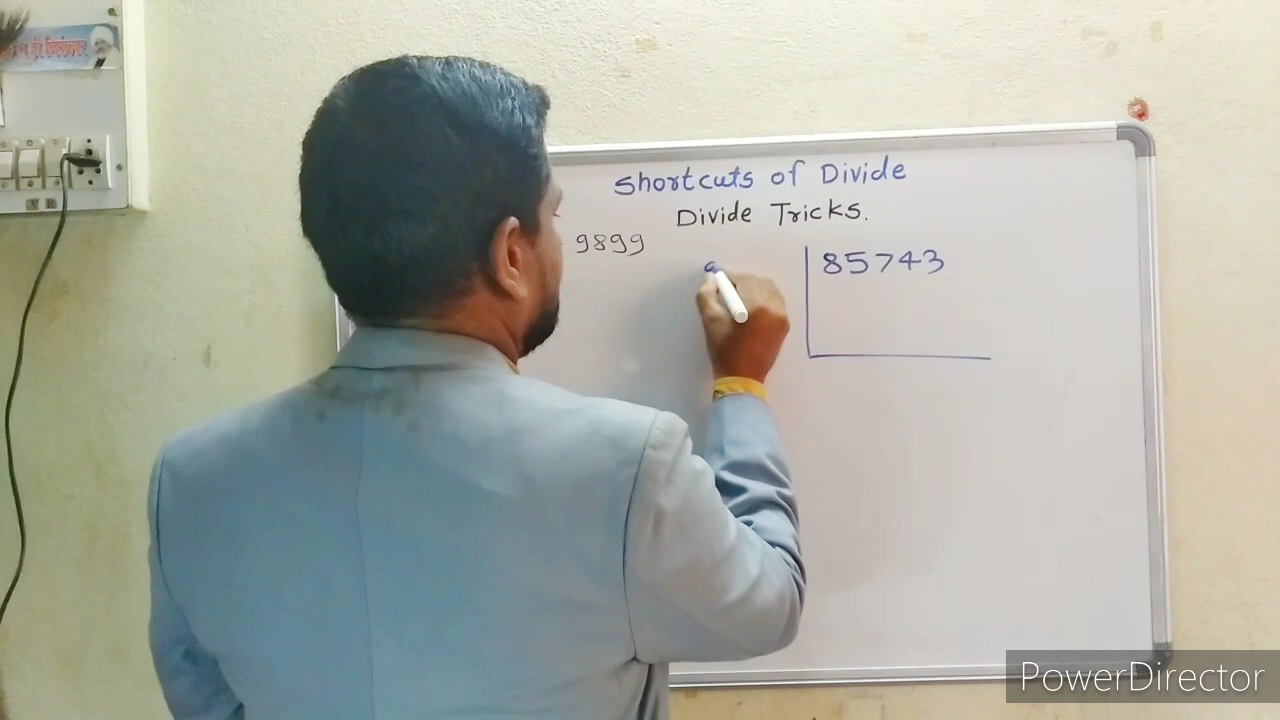 Shortcuts of Divide
Divide Tricks.
9899
85743
PowerDirector